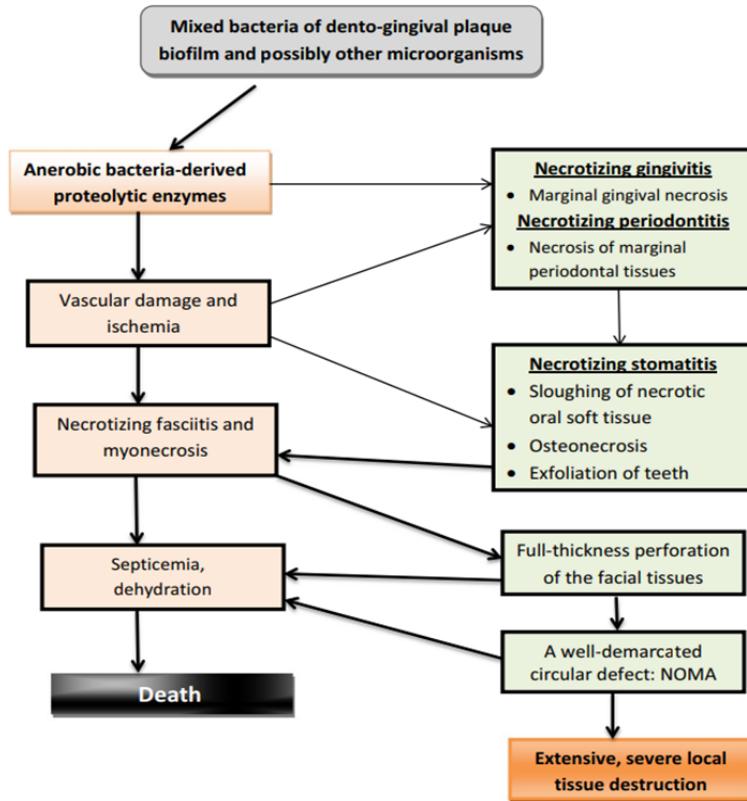 Mixed bacteria of dento-gingival plaque
biofilm and possibly other microorganisms
Anerobic bacteria-derived
proteolytic enzymes
Necrotizing gingivitis
• Marginal gingival necrosis
Necrotizing periodontitis
• Necrosis of marginal
periodontal tissues
Vascular damage and
ischemia
Necrotizing stomatitis
• Sloughing of necrotic
oral soft tissue
• Osteonecrosis
• Exfoliation of teeth
Necrotizing fasciitis and
myonecrosis
Full-thickness perforation
of the facial tissues
Septicemia,
dehydration
A well-demarcated
circular defect: NOMA
Death
Extensive, severe local
tissue destruction